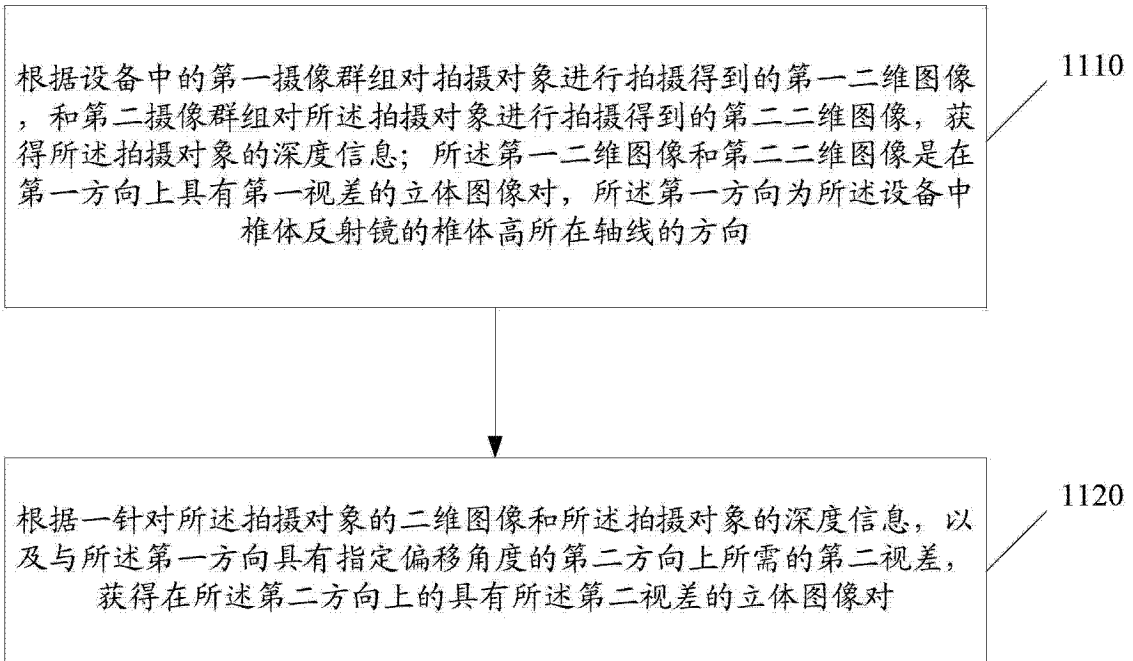 根据设备中的第一摄像群组对拍摄对象进行拍摄得到的第一二维图像
，和第二摄像群组对所述拍摄对象进行拍摄得到的第二二维图像，获
得所述拍摄对象的深度信息；所述第一二维图像和第二二维图像是在
第一方向上具有第一视差的立体图像对，所述第一方向为所述设备中
椎体反射镜的椎体高所在轴线的方向
1110
根据一针对所述拍摄对象的二维图像和所述拍摄对象的深度信息，以
及与所述第一方向具有指定偏移角度的第二方向上所需的第二视差，
获得在所述第二方向上的具有所述第二视差的立体图像对
1120